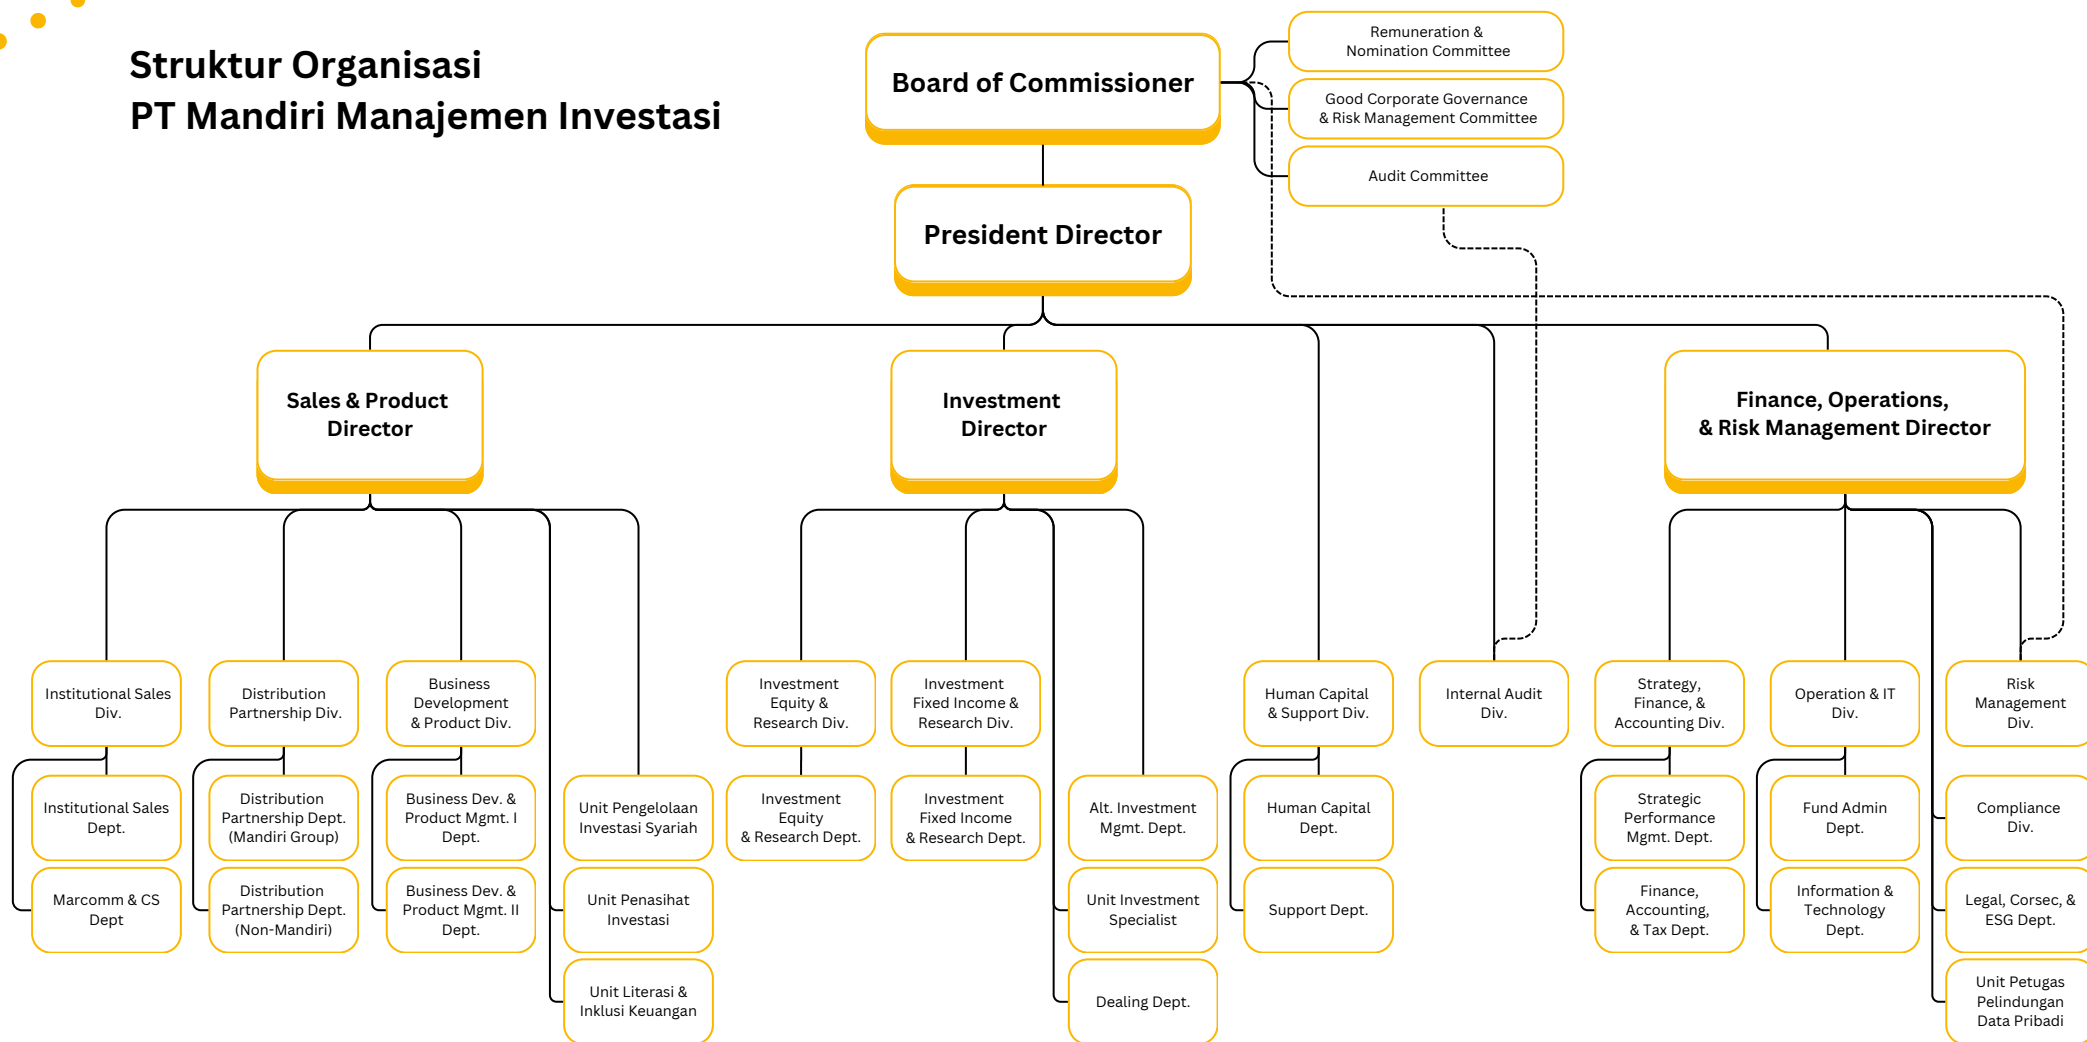 Struktur Organisasi
PT Mandiri Manajemen Investasi
Board of Commissioner
Remuneration &
Nomination Committee
Good Corporate Governance
& Risk Management Committee
Audit Committee
President Director
Sales & Product
Director
Investment
Director
Finance, Operations,
& Risk Management Director
Institutional Sales
Div.
Distribution
Partnership Div.
Business
Development
& Product Div.
Investment
Equity &
Research Div.
Investment
Fixed Income &
Research Div.
Human Capital
& Support Div.
Internal Audit
Div.
Strategy,
Finance, &
Accounting Div.
Operation & IT
Div.
Risk
Management
Div.
Institutional Sales
Dept.
Distribution
Partnership Dept.
(Mandiri Group)
Business Dev. &
Product Mgmt. I
Dept.
Unit Pengelolaan
Investasi Syariah
Investment
Equity
& Research Dept.
Investment
Fixed Income
& Research Dept.
Alt. Investment
Mgmt. Dept.
Human Capital
Dept.
Strategic
Performance
Mgmt. Dept.
Fund Admin
Dept.
Compliance
Div.
Marcomm & CS
Dept
Distribution
Partnership Dept.
(Non-Mandiri)
Business Dev. &
Product Mgmt. II
Dept.
Unit Penasihat
Investasi
Unit Investment
Specialist
Support Dept.
Finance,
Accounting,
& Tax Dept.
Information &
Technology
Dept.
Legal, Corsec, &
ESG Dept.
Unit Literasi &
Inklusi Keuangan
Dealing Dept.
Unit Petugas
Pelindungan
Data Pribadi